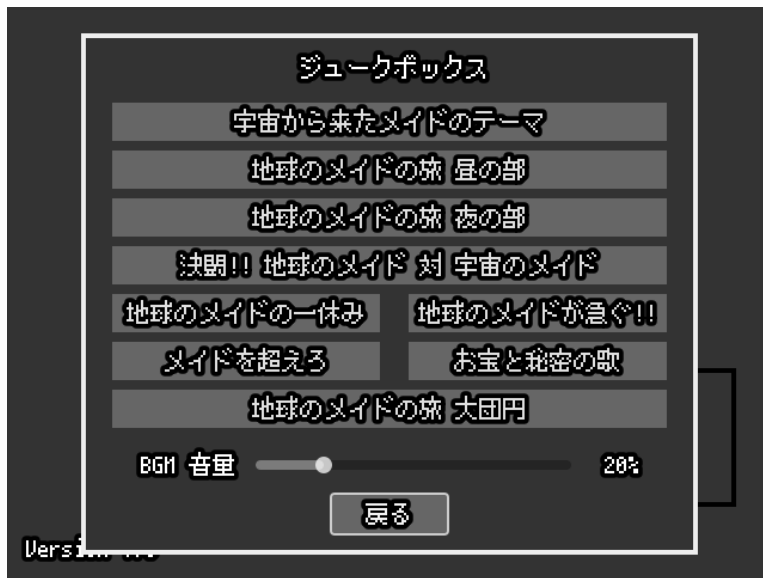 ジュークボックス
宇宙から来たメイドのテーマ
地球のメイドの旅 昼の部
地球のメイドの旅 夜の部
決闘!! 地球のメイド 対 宇宙のメイド
地球のメイドの一休み 地球のメイドが急ぐ!!
メイドを超えろ お宝と秘密の歌
地球のメイドの旅 大団円
BGM 音量 20%
戻る